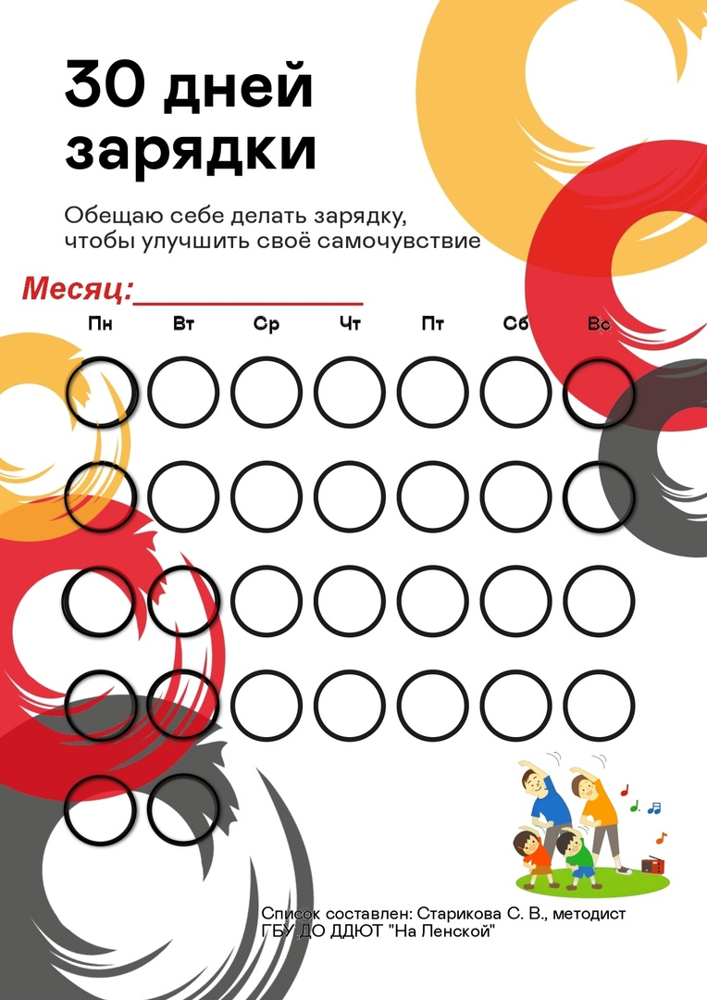 30 дней
зарядки
Обещаю себе делать зарядку,
чтобы улучшить своё самочувствие
Месяц:_______________
Пн Вт Ср Чт Пт Сб Вс
Список составлен: Старикова С. В., методист
ГБУ ДО ДДЮТ "На Ленской"